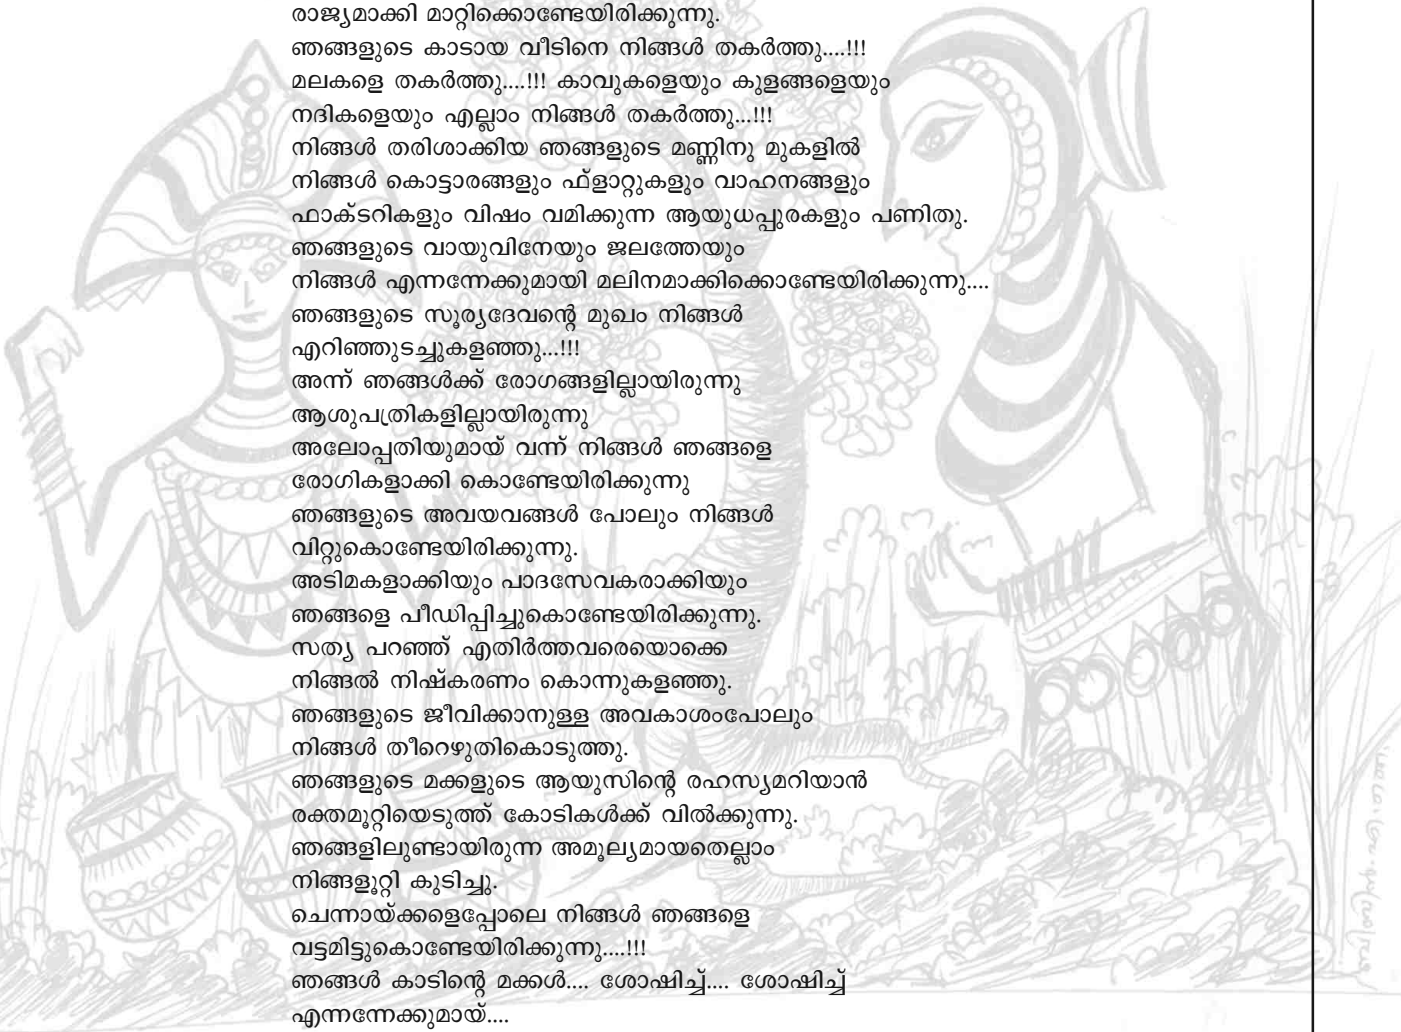 രാജ്യമാക്കി മാറ്റിക്കൊണ്ടേയിരിക്കുന്നു.
ഞങ്ങളുടെ കാടായ വീടിനെ നിങ്ങൾ തകർത്തു....!!!
മലകളെ തകർത്തു....!!! കാവുകളെയും കുളങ്ങളെയും
നദികളെയും എല്ലാം നിങ്ങൾ തകർത്തു...!!!
നിങ്ങൾ തരിശാക്കിയ ഞങ്ങളുടെ മണ്ണിനു മുകളിൽ
നിങ്ങൾ കൊട്ടാരങ്ങളും ഫ്ളാറ്റുകളും വാഹനങ്ങളും
ഫാക്ടറികളും വിഷം വമിക്കുന്ന ആയുധപ്പുരകളും പണിതു.
ഞങ്ങളുടെ വായുവിനേയും ജലത്തേയും
നിങ്ങൾ എന്നന്നേക്കുമായി മലിനമാക്കിക്കൊണ്ടേയിരിക്കുന്നു....
ഞങ്ങളുടെ സൂര്യദേവന്റെ മുഖം നിങ്ങൾ
എറിഞ്ഞുടച്ചുകളഞ്ഞു...!!!
അന്ന് ഞങ്ങൾക്ക് രോഗങ്ങളില്ലായിരുന്നു
ആശുപത്രികളില്ലായിരുന്നു
അലോപ്പതിയുമായ് വന്ന് നിങ്ങൾ ഞങ്ങളെ
രോഗികളാക്കി കൊണ്ടേയിരിക്കുന്നു
ഞങ്ങളുടെ അവയവങ്ങൾ പോലും നിങ്ങൾ
വിറ്റുകൊണ്ടേയിരിക്കുന്നു.
അടിമകളാക്കിയും പാദസേവകരാക്കിയും
ഞങ്ങളെ പീഡിപ്പിച്ചുകൊണ്ടേയിരിക്കുന്നു.
സത്യ പറഞ്ഞ് എതിർത്തവരെയൊക്കെ
നിങ്ങൽ നിഷ്കരണം കൊന്നുകളഞ്ഞു.
ഞങ്ങളുടെ ജീവിക്കാനുള്ള അവകാശംപോലും
നിങ്ങൾ തീറെഴുതികൊടുത്തു.
ഞങ്ങളുടെ മക്കളുടെ ആയുസിന്റെ രഹസ്യമറിയാൻ
രക്തമൂറ്റിയെടുത്ത് കോടികൾക്ക് വിൽക്കുന്നു.
ഞങ്ങളിലുണ്ടായിരുന്ന അമൂല്യമായതെല്ലാം
നിങ്ങളൂറ്റി കുടിച്ചു.
ചെന്നായ്ക്കളെപ്പോലെ നിങ്ങൾ ഞങ്ങളെ
വട്ടമിട്ടുകൊണ്ടേയിരിക്കുന്നു....!!!
ഞങ്ങൾ കാടിന്റെ മക്കൾ.... ശോഷിച്ച്.... ശോഷിച്ച്
എന്നന്നേക്കുമായ്....